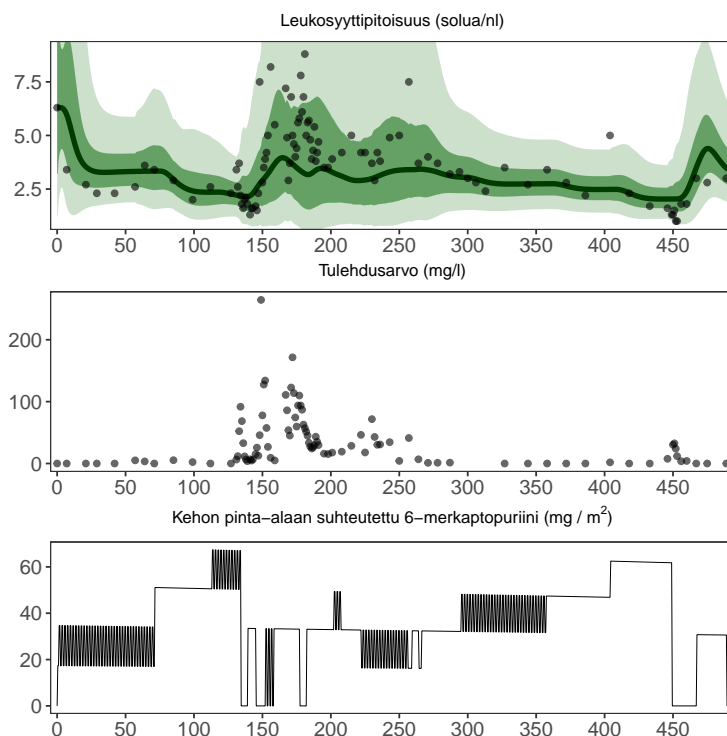 Leukosyyttipitoisuus (solua/nl)
7.5
5.0
2.5
0 50 100 150 200 250 300 350 400 450
Tulehdusarvo (mg/l)
200
100
0
0 50 100 150 200 250 300 350 400 450
Kehon pinta−alaan suhteutettu 6−merkaptopuriini (mg / m²)
60
40
20
0
0 50 100 150 200 250 300 350 400 450